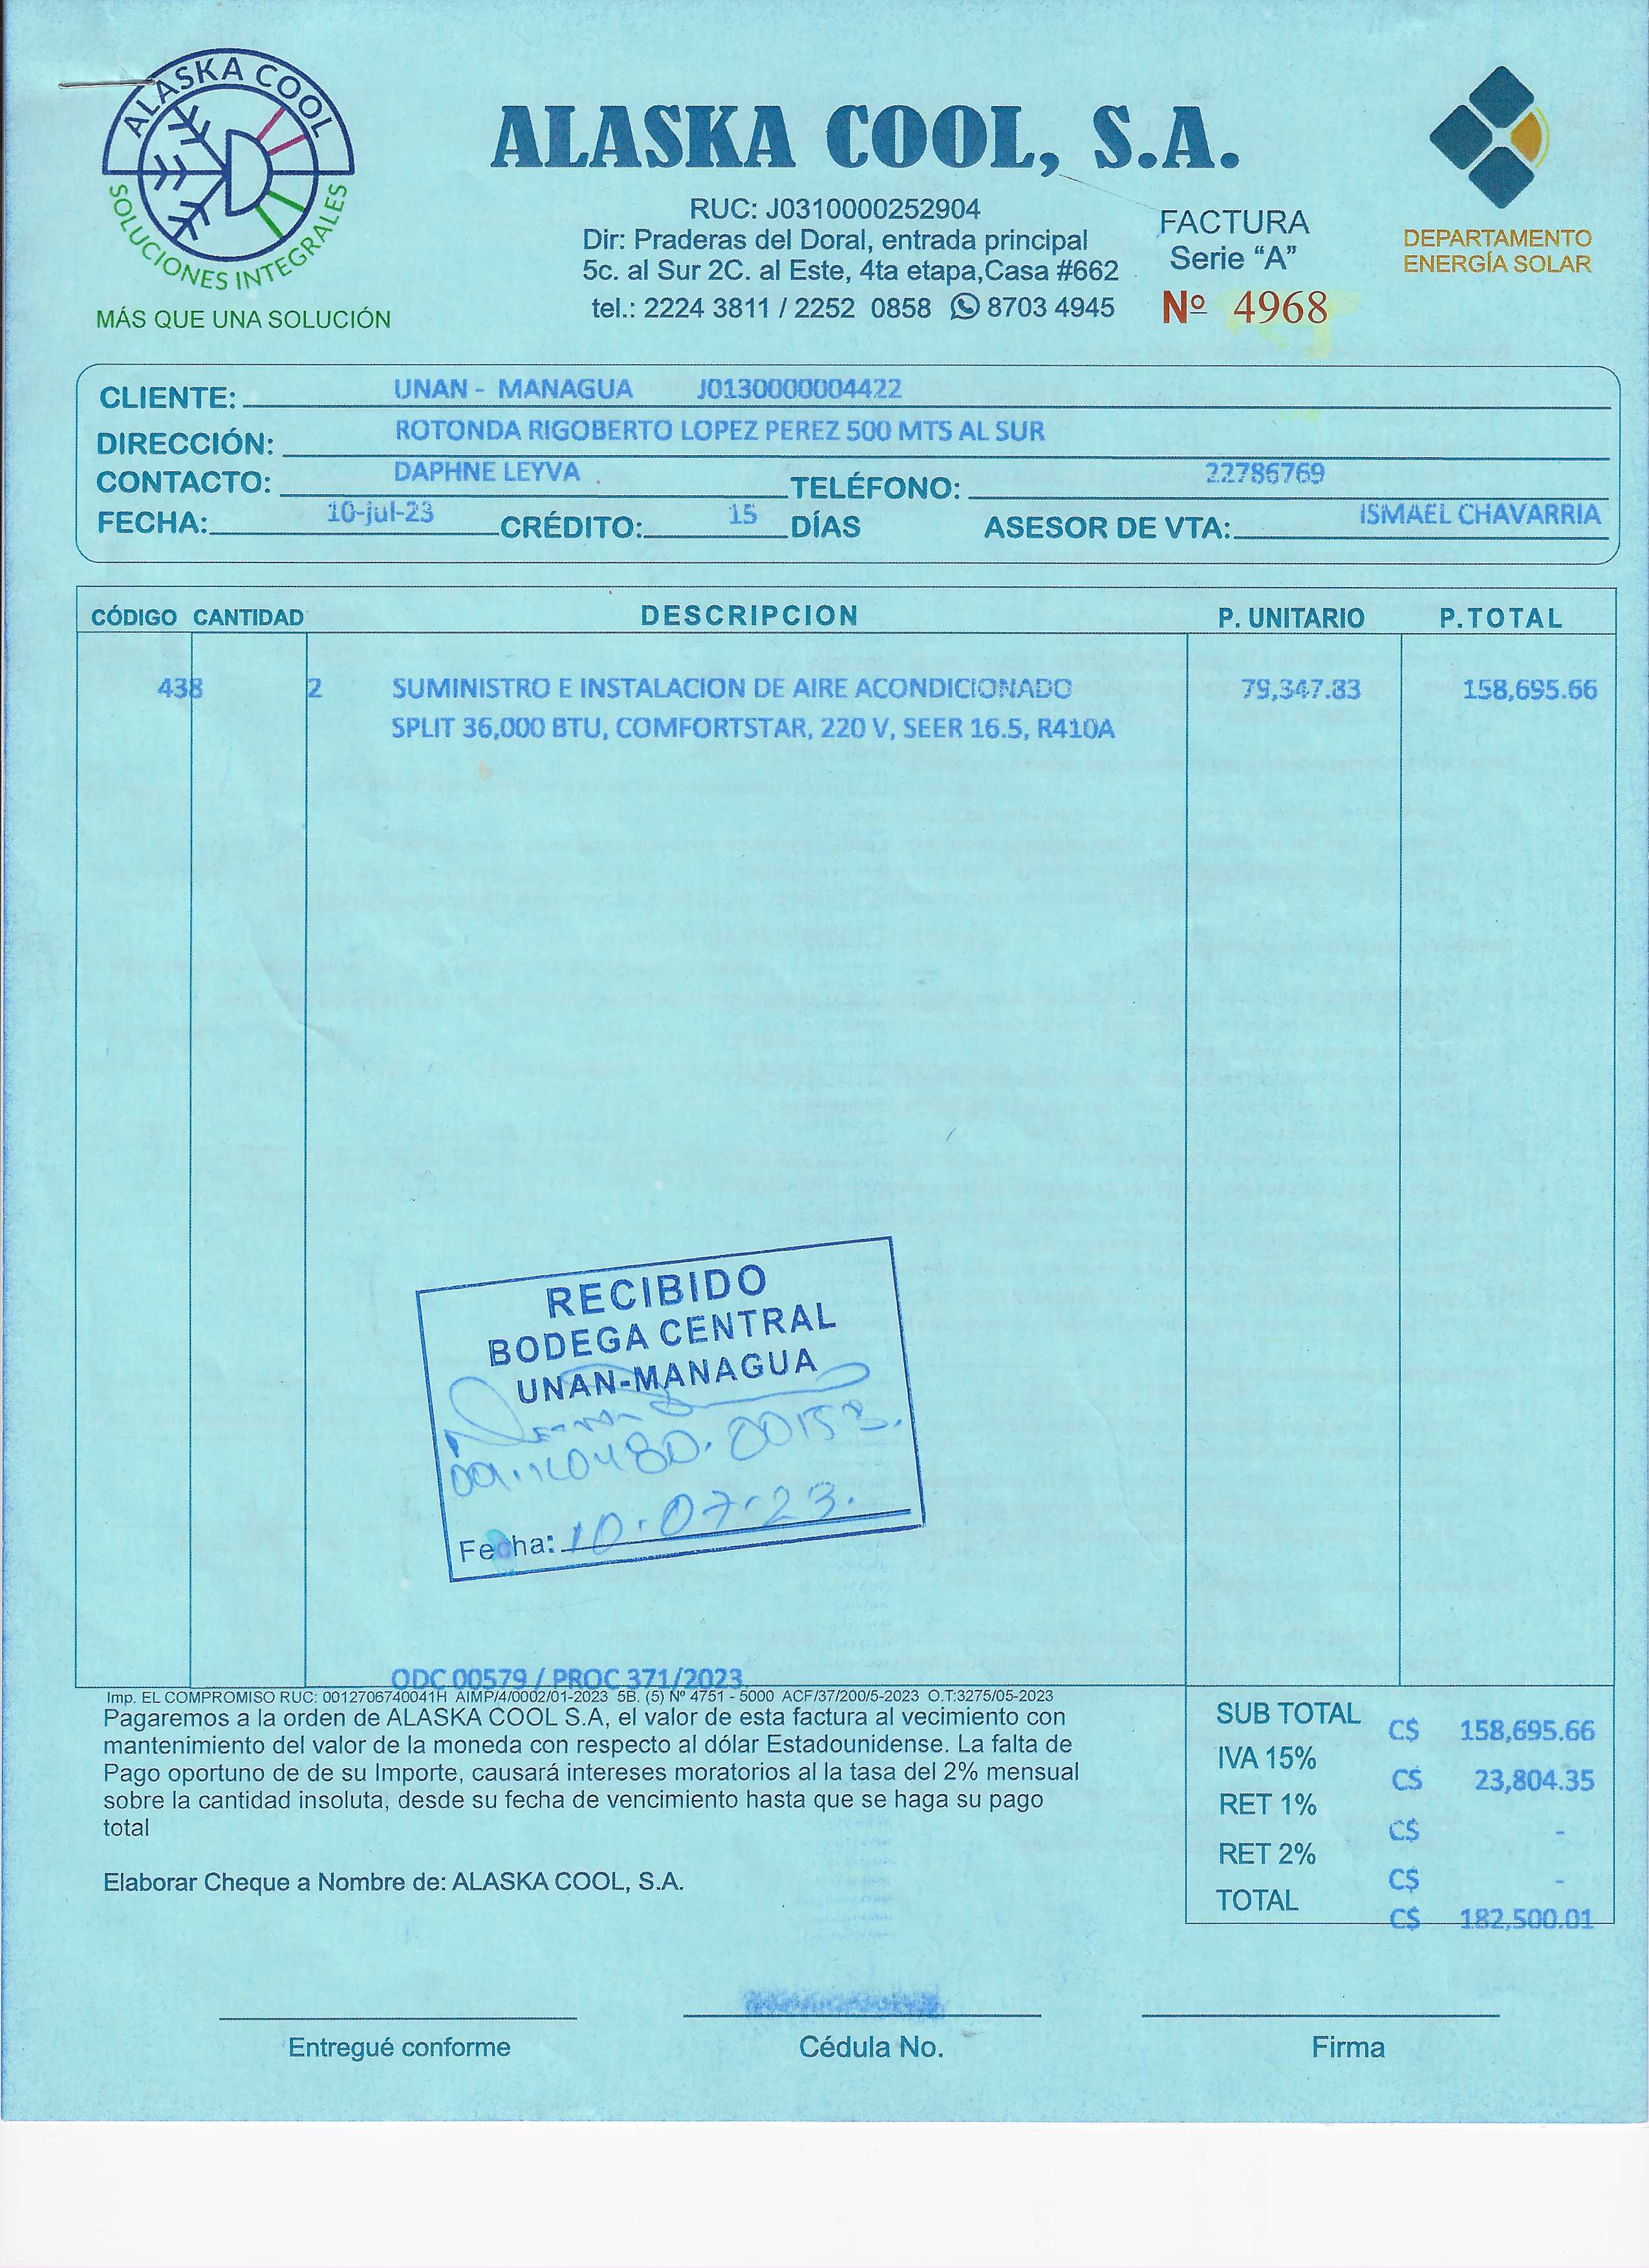 ALASKA COOL
SOLUCIONES INTEGRALES
MÁS QUE UNA SOLUCIÓN
ALASKA COOL, S.A.
RUC: J0310000252904
Dir: Praderas del Doral, entrada principal
5c. al Sur 2C. al Este, 4ta etapa,Casa #662
tel.: 2224 3811 / 2252 0858 8703 4945
FACTURA
Serie "A"
Nº 4968
DEPARTAMENTO
ENERGÍA SOLAR
CLIENTE: UNAN - MANAGUA J0130000004422
DIRECCIÓN: ROTONDA RIGOBERTO LOPEZ PEREZ 500 MTS AL SUR
CONTACTO: DAPHNE LEYVA TELÉFONO: 22786769
FECHA: 10-jul-23 CRÉDITO: 15 DÍAS ASESOR DE VTA: ISMAEL CHAVARRIA
CÓDIGO CANTIDAD DESCRIPCION P. UNITARIO P.TOTAL
438 2 SUMINISTRO E INSTALACION DE AIRE ACONDICIONADO 79,347.83 158,695.66
SPLIT 36,000 BTU, COMFORTSTAR, 220 V, SEER 16.5, R410A
RECIBIDO
BODEGA CENTRAL
UNAN-MANAGUA
Fecha: 10.07.23.
ODC 00579 / PROC 371/2023
Imp. EL COMPROMISO RUC: 0012706740041H AIMP/4/0002/01-2023 5B. (5) Nº 4751 - 5000 ACF/37/200/5-2023 O.T:3275/05-2023
Pagaremos a la orden de ALASKA COOL S.A, el valor de esta factura al vecimiento con
mantenimiento del valor de la moneda con respecto al dólar Estadounidense. La falta de
Pago oportuno de de su Importe, causará intereses moratorios al la tasa del 2% mensual
sobre la cantidad insoluta, desde su fecha de vencimiento hasta que se haga su pago
total
Elaborar Cheque a Nombre de: ALASKA COOL, S.A.
SUB TOTAL C$ 158,695.66
IVA 15% C$ 23,804.35
RET 1% C$ -
RET 2% C$ -
TOTAL C$ 182,500.01
Entregué conforme
Cédula No.
Firma